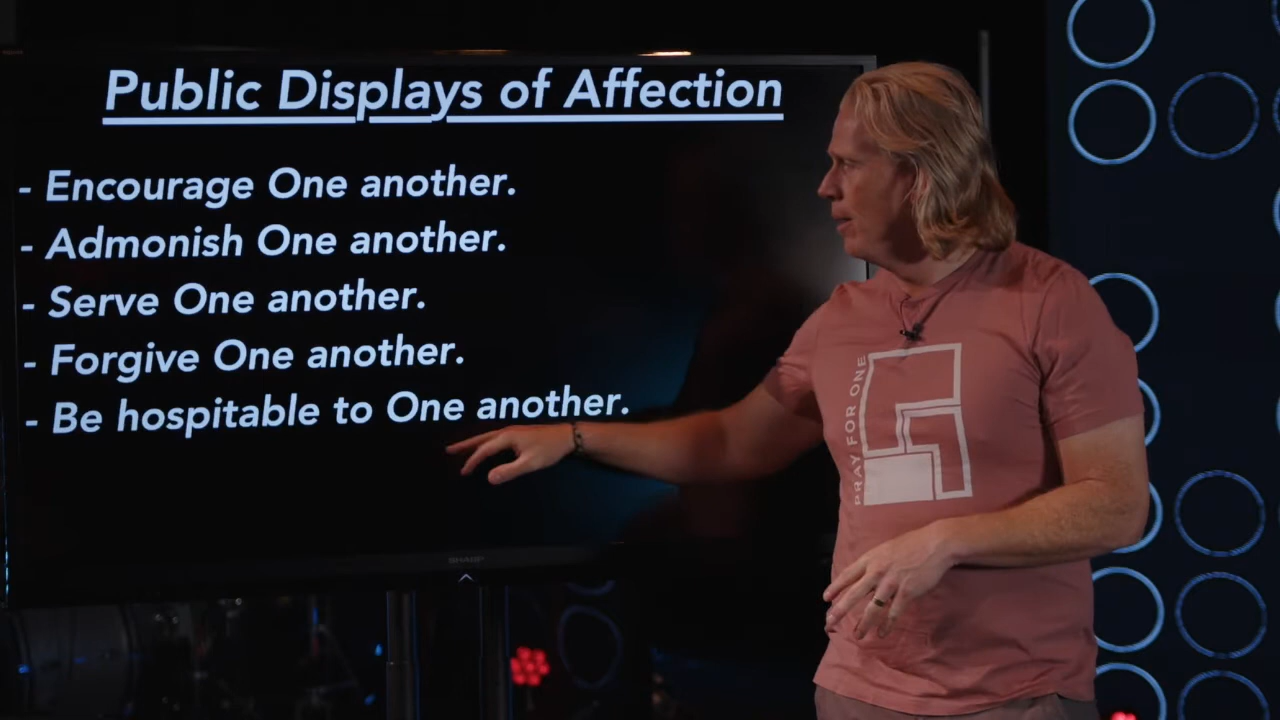 Public Displays of Affection
- Encourage One another.
- Admonish One another.
- Serve One another.
- Forgive One another.
- Be hospitable to One another.
PRAY FOR ONE
SHARP